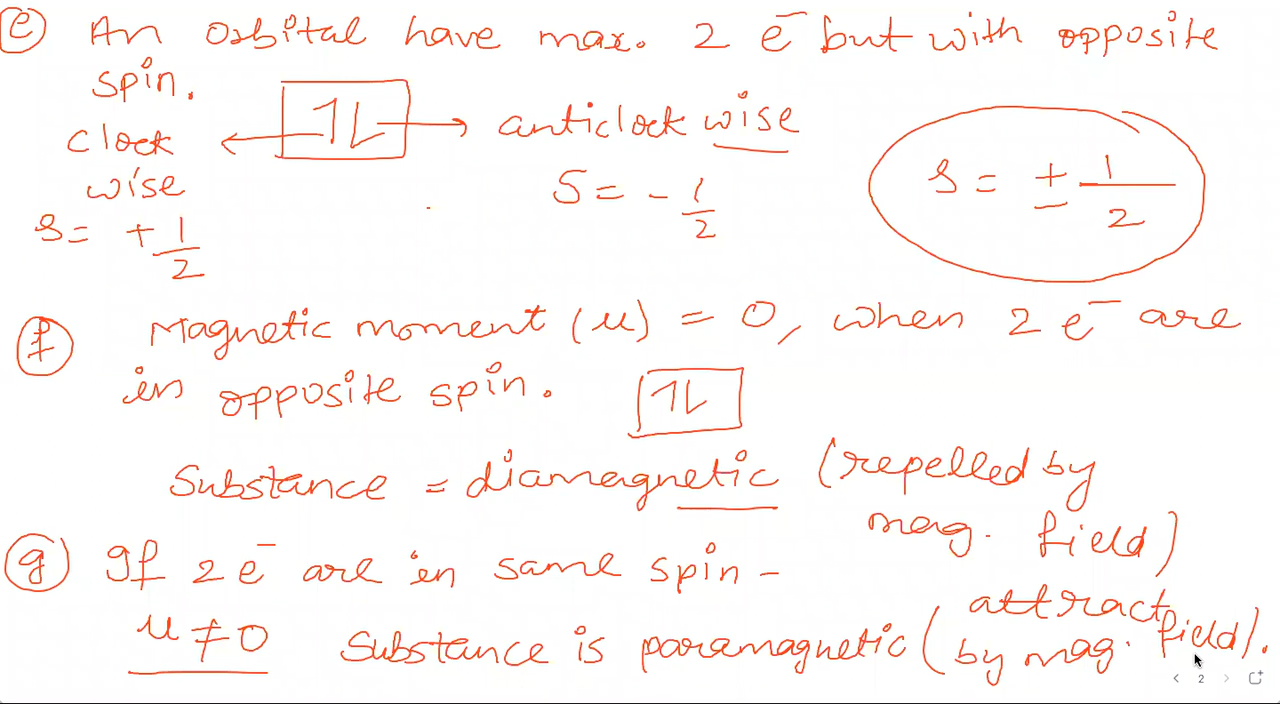 (e) An orbital have max. 2 e⁻ but with opposite
spin.
clock wise
s = + 1/2
↿⇂
anticlock wise
S = - 1/2
s = ± 1/2
(f) Magnetic moment (μ) = 0, when 2 e⁻ are
in opposite spin. ↿⇂
Substance = diamagnetic (repelled by
mag. field)
(g) If 2 e⁻ are in same spin -
μ ≠ 0 Substance is paramagnetic (attract
by mag. field).
2